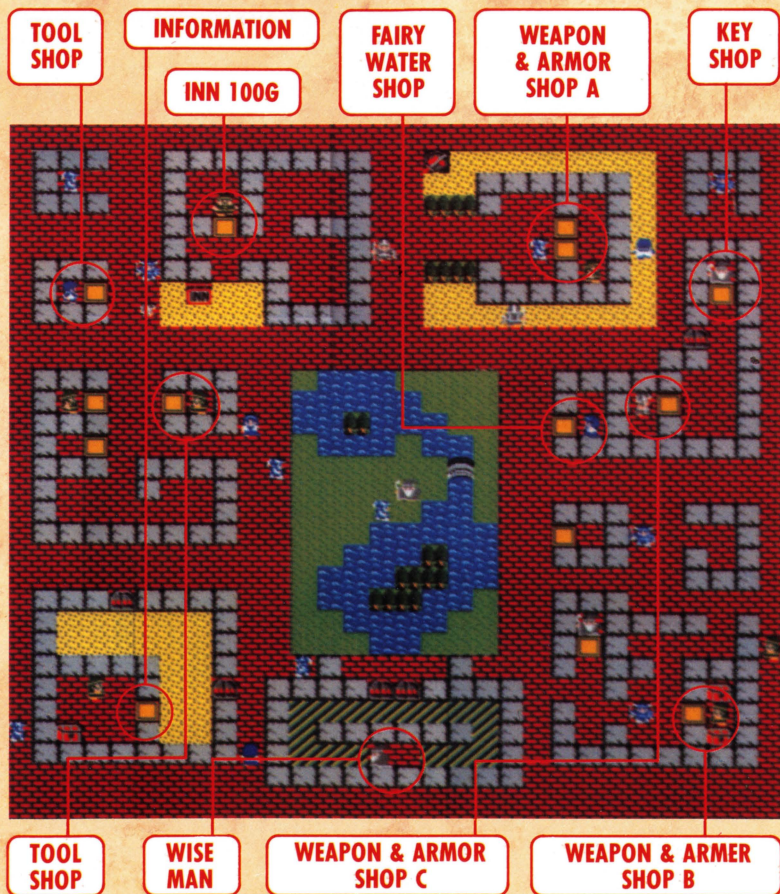 TOOL
SHOP
INFORMATION
INN 100G
FAIRY
WATER
SHOP
WEAPON
& ARMOR
SHOP A
KEY
SHOP
INN
TOOL
SHOP
WISE
MAN
WEAPON & ARMOR
SHOP C
WEAPON & ARMER
SHOP B